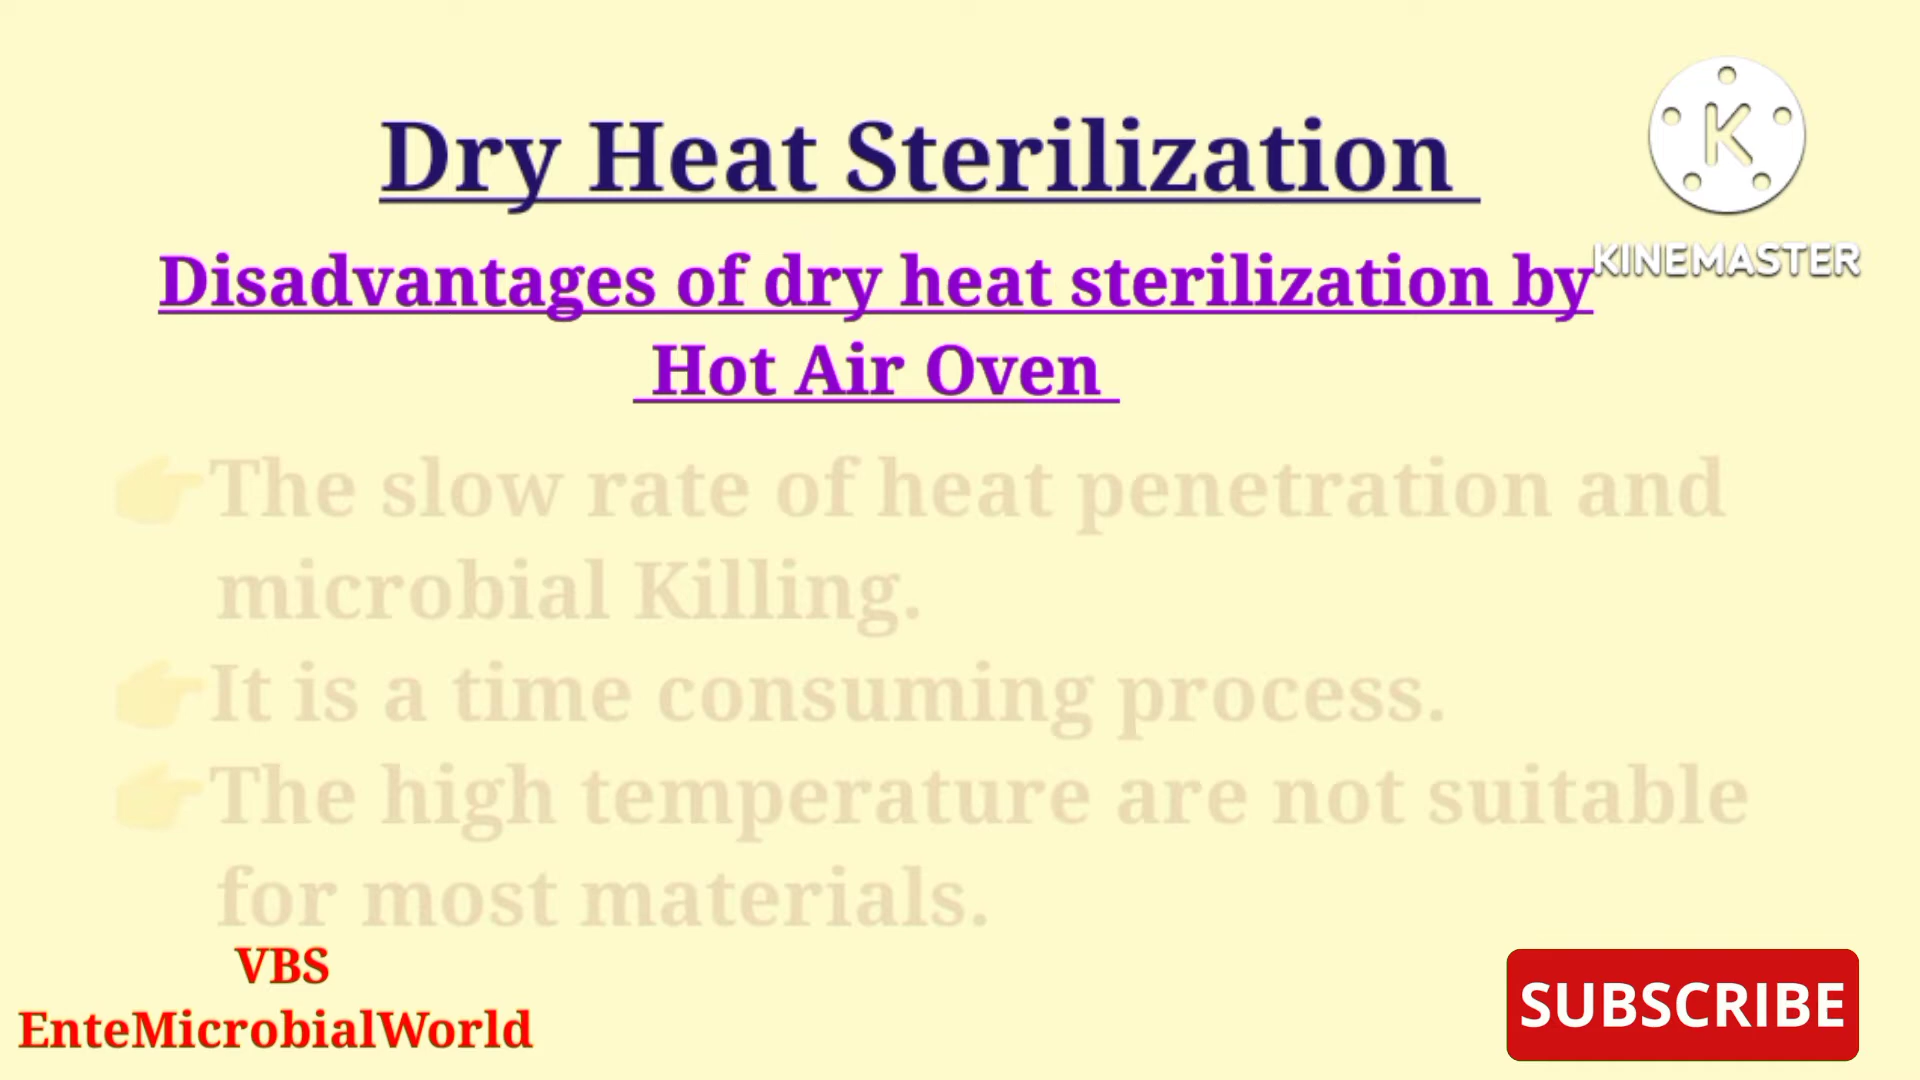 Dry Heat Sterilization
K
KINEMASTER
Disadvantages of dry heat sterilization by
Hot Air Oven
👉The slow rate of heat penetration and
microbial Killing.
👉It is a time consuming process.
👉The high temperature are not suitable
for most materials.
VBS
EnteMicrobialWorld
SUBSCRIBE